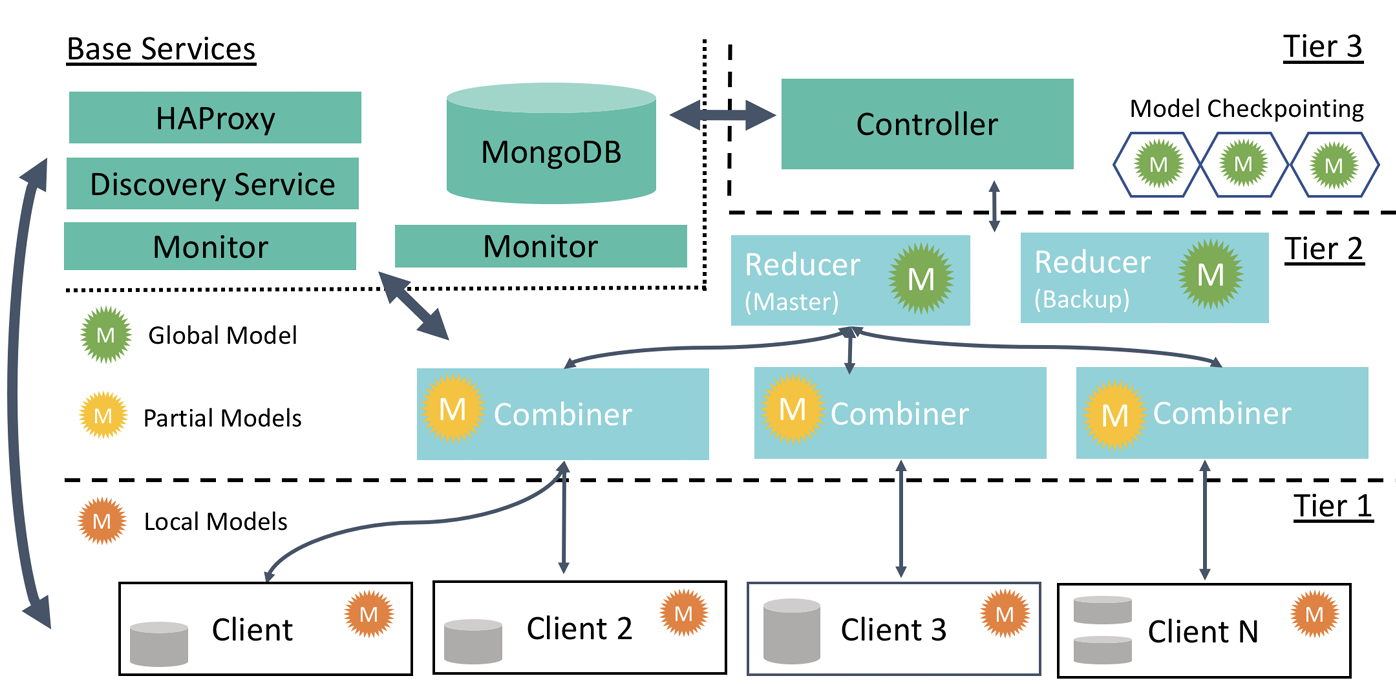 Base Services
HAProxy
Discovery Service
Monitor
MongoDB
Monitor
Tier 3
Controller
Model Checkpointing
M
M
M
Tier 2
Reducer
(Master)
M
Reducer
(Backup)
M
M
Global Model
M
Partial Models
M
Combiner
M
Combiner
M
Combiner
Tier 1
M
Local Models
Client
M
Client 2
M
Client 3
M
Client N
M